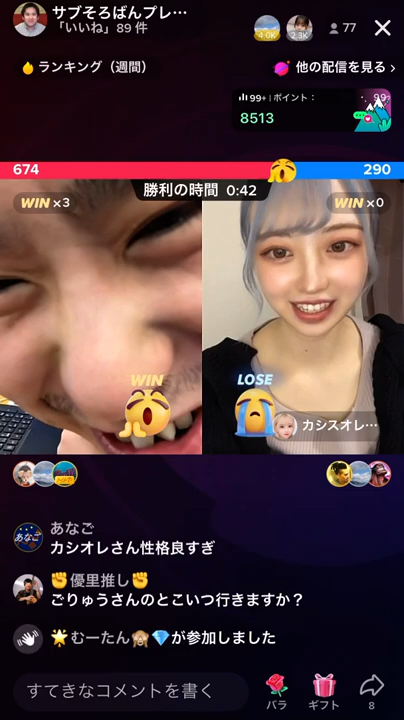 サブそろばんプレ…
「いいね」89 件
4.0K
2.3K
77
ランキング（週間）
他の配信を見る
99+ | ポイント：
99
8513
674
290
勝利の時間 0:42
WIN x3
WIN x0
WIN
LOSE
カシスオレ…
あなご
あなご
カシオレさん性格良すぎ
優里推し
ごりゅうさんのとこいつ行きますか？
むーたんが参加しました
すてきなコメントを書く
バラ
ギフト
8